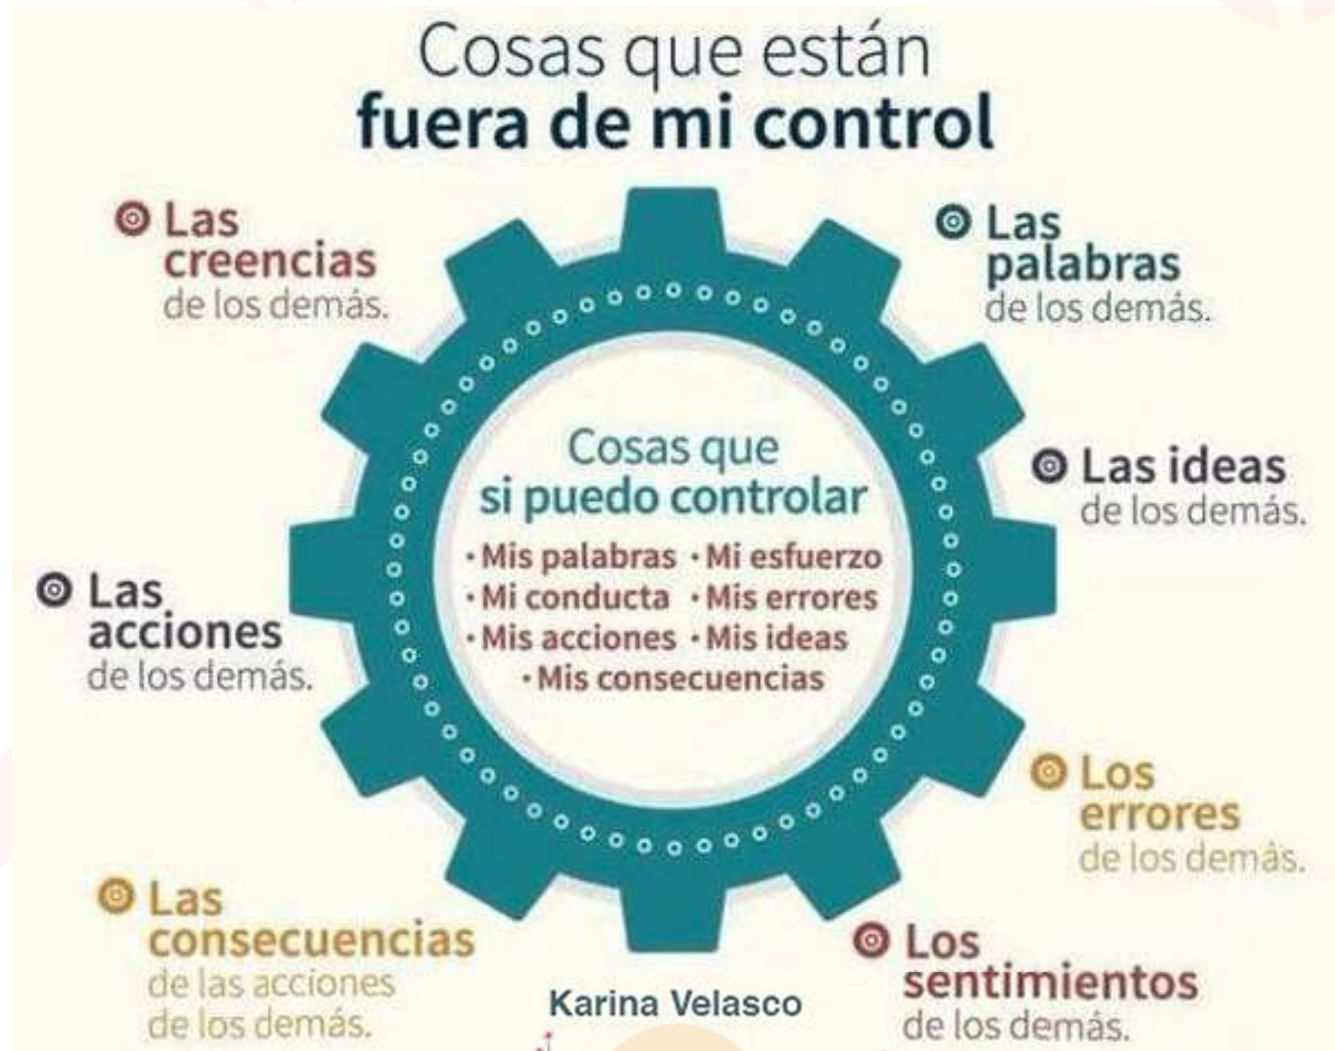 Cosas que están
fuera de mi control
Las
creencias
de los demás.
Las
palabras
de los demás.
Las ideas
de los demás.
Las
acciones
de los demás.
Cosas que
si puedo controlar
· Mis palabras · Mi esfuerzo
· Mi conducta · Mis errores
· Mis acciones · Mis ideas
· Mis consecuencias
Los
errores
de los demás.
Las
consecuencias
de las acciones
de los demás.
Los
sentimientos
de los demás.
Karina Velasco